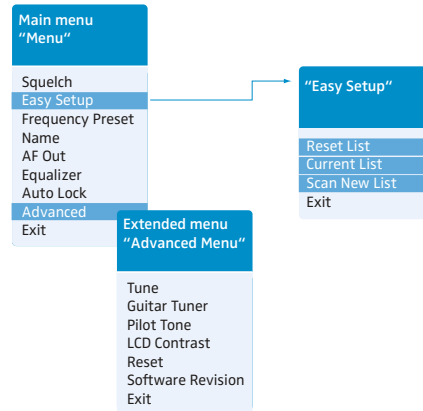 Main menu
“Menu“
Squelch
Easy Setup
Frequency Preset
Name
AF Out
Equalizer
Auto Lock
Advanced
Exit
“Easy Setup“
Reset List
Current List
Scan New List
Exit
Extended menu
“Advanced Menu“
Tune
Guitar Tuner
Pilot Tone
LCD Contrast
Reset
Software Revision
Exit